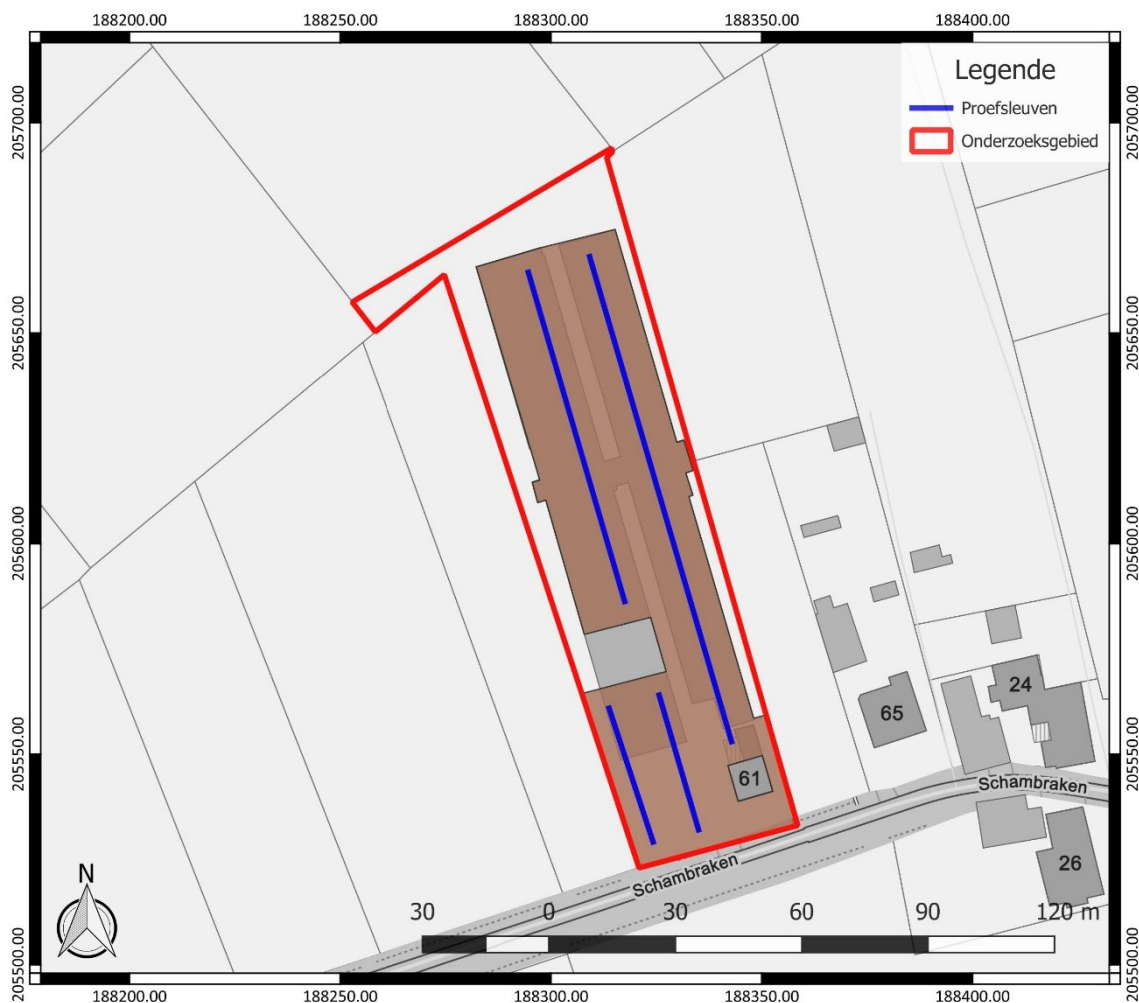 188200.00 188250.00 188300.00 188350.00 188400.00
Legende
Proefsleuven
Onderzoeksgebied
205700.00 205700.00
205650.00 205650.00
205600.00 205600.00
205550.00 205550.00
205500.00 205500.00
24
65
61
Schambraken
Schambraken
26
N
30 0 30 60 90 120 m
188200.00 188250.00 188300.00 188350.00 188400.00